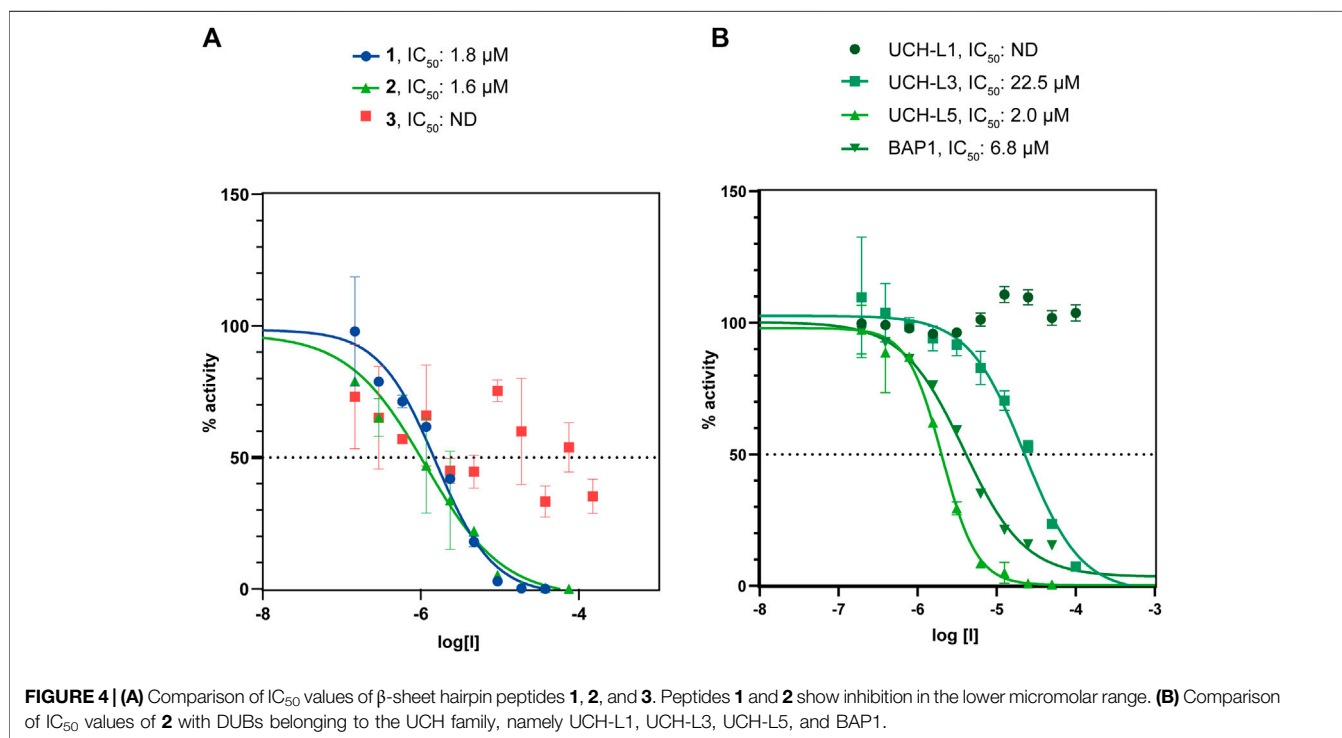 A
1, IC50: 1.8 µM
2, IC50: 1.6 µM
3, IC50: ND
150
100
50
0
% activity
-8
-6
-4
log[I]
B
UCH-L1, IC50: ND
UCH-L3, IC50: 22.5 µM
UCH-L5, IC50: 2.0 µM
BAP1, IC50: 6.8 µM
150
100
50
0
% activity
-8
-7
-6
-5
-4
-3
log [I]
FIGURE 4 | (A) Comparison of IC50 values of β-sheet hairpin peptides 1, 2, and 3. Peptides 1 and 2 show inhibition in the lower micromolar range. (B) Comparison
of IC50 values of 2 with DUBs belonging to the UCH family, namely UCH-L1, UCH-L3, UCH-L5, and BAP1.